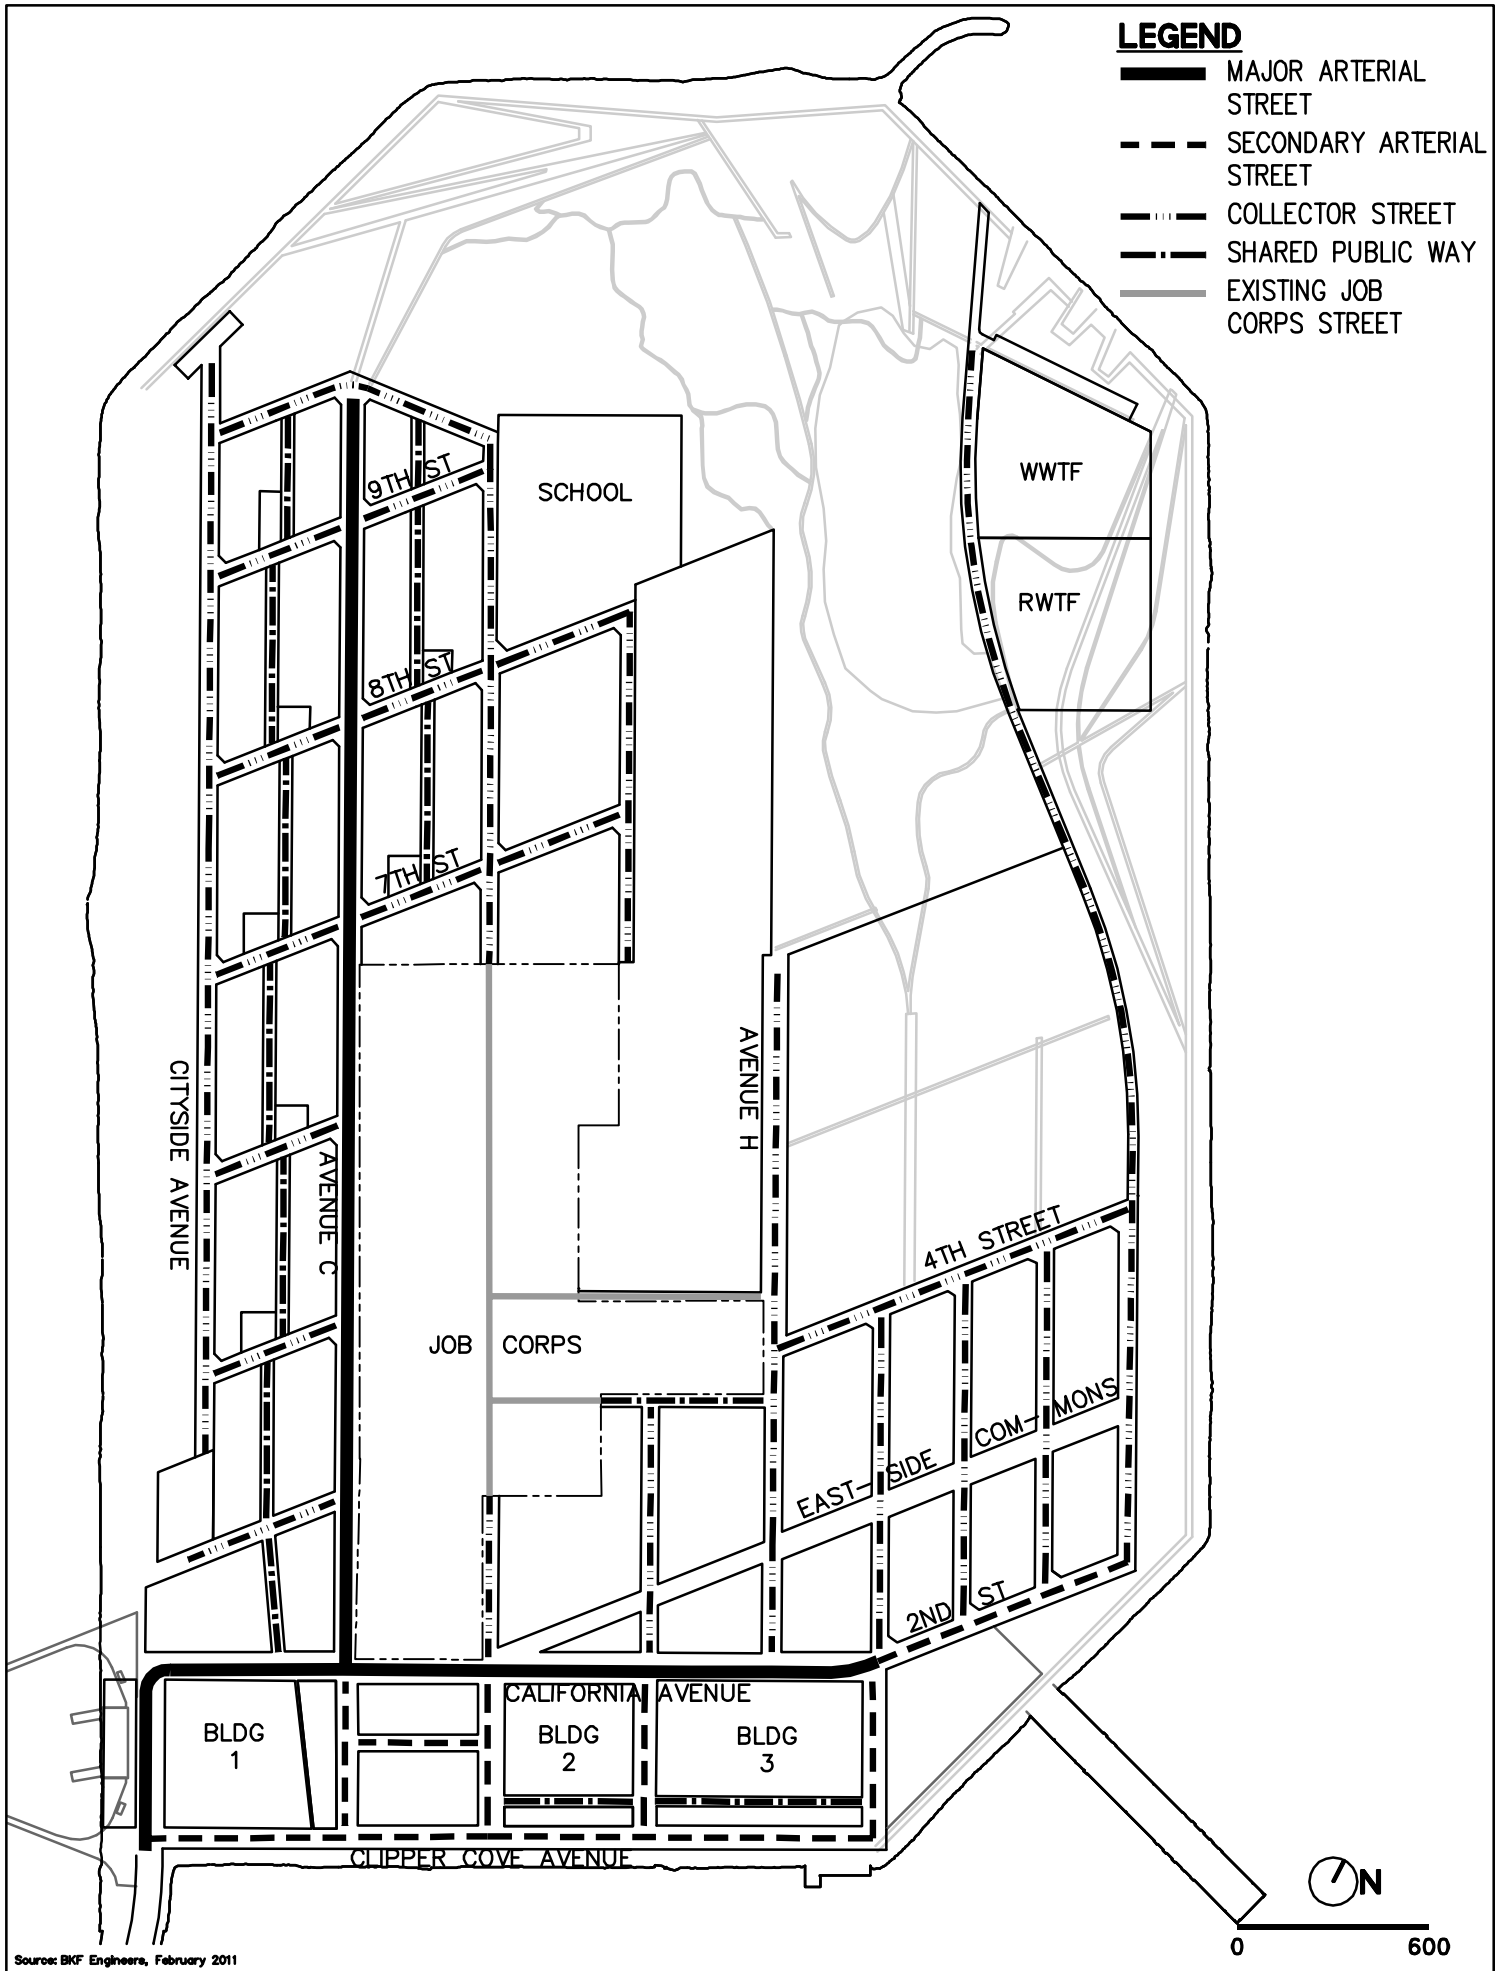 LEGEND
MAJOR ARTERIAL
STREET
SECONDARY ARTERIAL
STREET
COLLECTOR STREET
SHARED PUBLIC WAY
EXISTING JOB
CORPS STREET
9TH ST
SCHOOL
WWTF
RWTF
8TH ST
7TH ST
CITYSIDE AVENUE
AVENUE C
AVENUE H
4TH STREET
JOB CORPS
EAST- SIDE COM- MONS
2ND ST
CALIFORNIA AVENUE
BLDG
1
BLDG
2
BLDG
3
CLIPPER COVE AVENUE
N
0 600
Source: BKF Engineers, February 2011